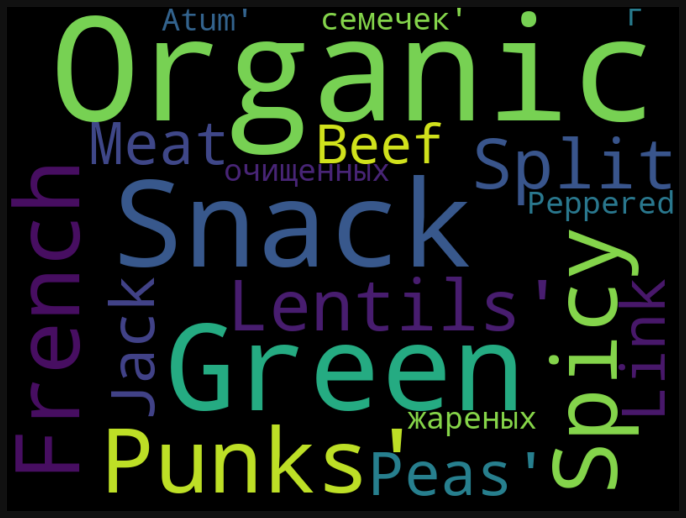 Atum'
семечек'
г
Organic
Meat
Beef
Split
очищенных
Peppered
Snack
French
Spicy
Jack
Lentils'
Link
Green
жареных
Punks'
Peas'